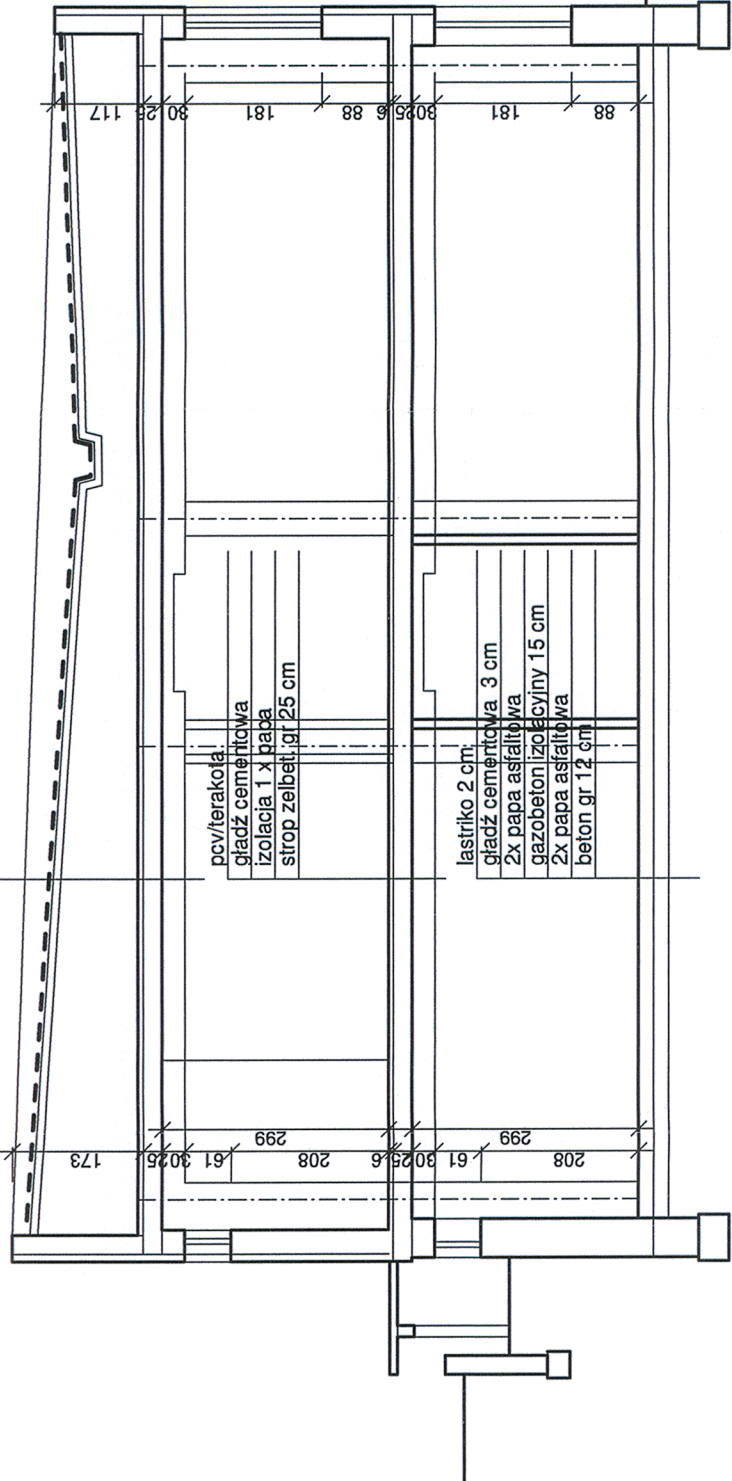 117
25
30
181
88
6
25
30
181
88
pcv/terakota
gładź cementowa
izolacja 1 x papa
strop zelbet. gr 25 cm
lastriko 2 cm
gładź cementowa 3 cm
2x papa asfaltowa
gazobeton izolacyjny 15 cm
2x papa asfaltowa
beton gr 12 cm
299
299
173
25
30
61
208
6
25
30
61
208